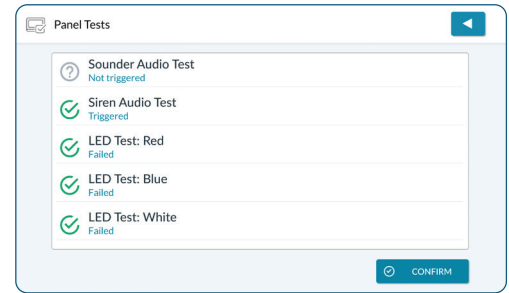 Panel Tests
Sounder Audio Test
Not triggered
Siren Audio Test
Triggered
LED Test: Red
Failed
LED Test: Blue
Failed
LED Test: White
Failed
CONFIRM